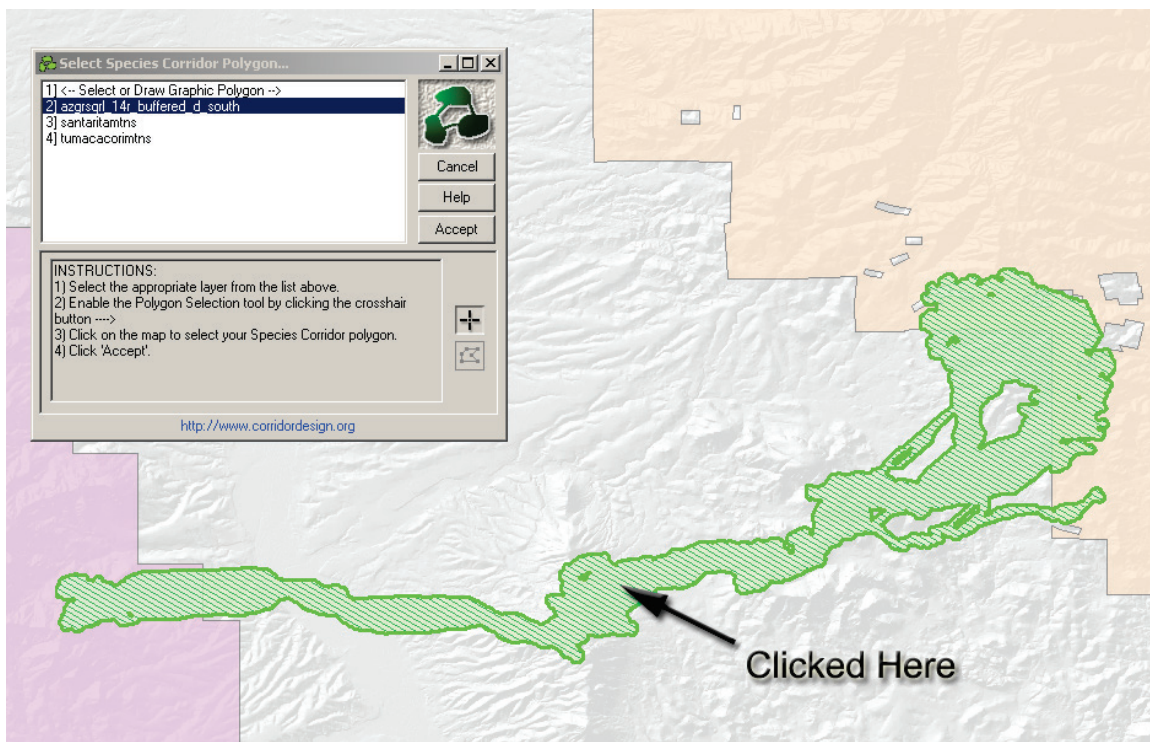 Select Species Corridor Polygon...
1] <-- Select or Draw Graphic Polygon -->
2] azgrsqrl_14r_buffered_d_south
3] santaritamtns
4] tumacacorimtns
Cancel
Help
Accept
INSTRUCTIONS:
1) Select the appropriate layer from the list above.
2) Enable the Polygon Selection tool by clicking the crosshair
button ---->
3) Click on the map to select your Species Corridor polygon.
4) Click 'Accept'.
http://www.corridordesign.org
Clicked Here